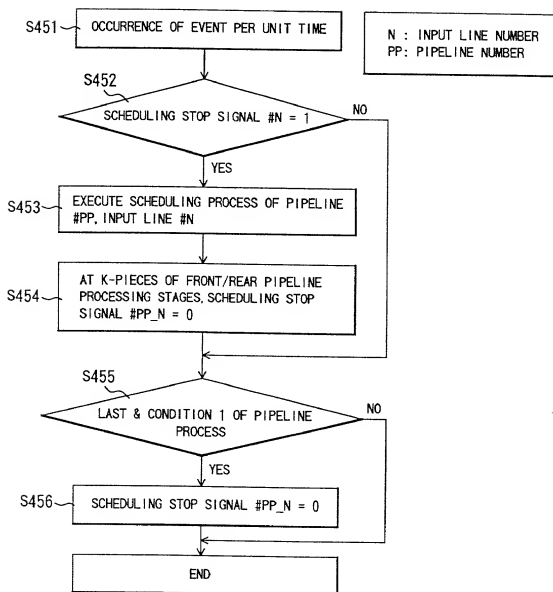 S451
OCCURRENCE OF EVENT PER UNIT TIME
N : INPUT LINE NUMBER
PP: PIPELINE NUMBER
S452
SCHEDULING STOP SIGNAL #N = 1
NO
YES
S453
EXECUTE SCHEDULING PROCESS OF PIPELINE
#PP, INPUT LINE #N
S454
AT K-PIECES OF FRONT/REAR PIPELINE
PROCESSING STAGES, SCHEDULING STOP
SIGNAL #PP_N = 0
S455
LAST & CONDITION 1 OF PIPELINE
PROCESS
NO
YES
S456
SCHEDULING STOP SIGNAL #PP_N = 0
END